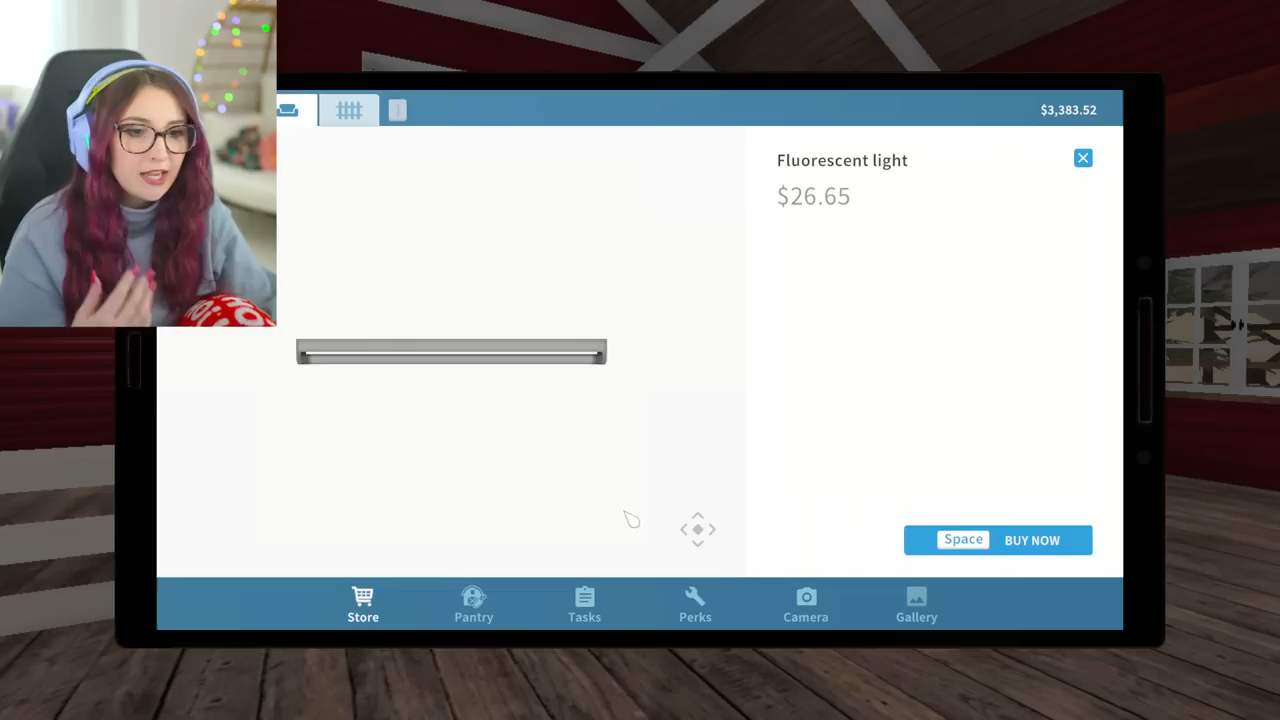 $3,383.52
Fluorescent light
$26.65
Space BUY NOW
Store Pantry Tasks Perks Camera Gallery